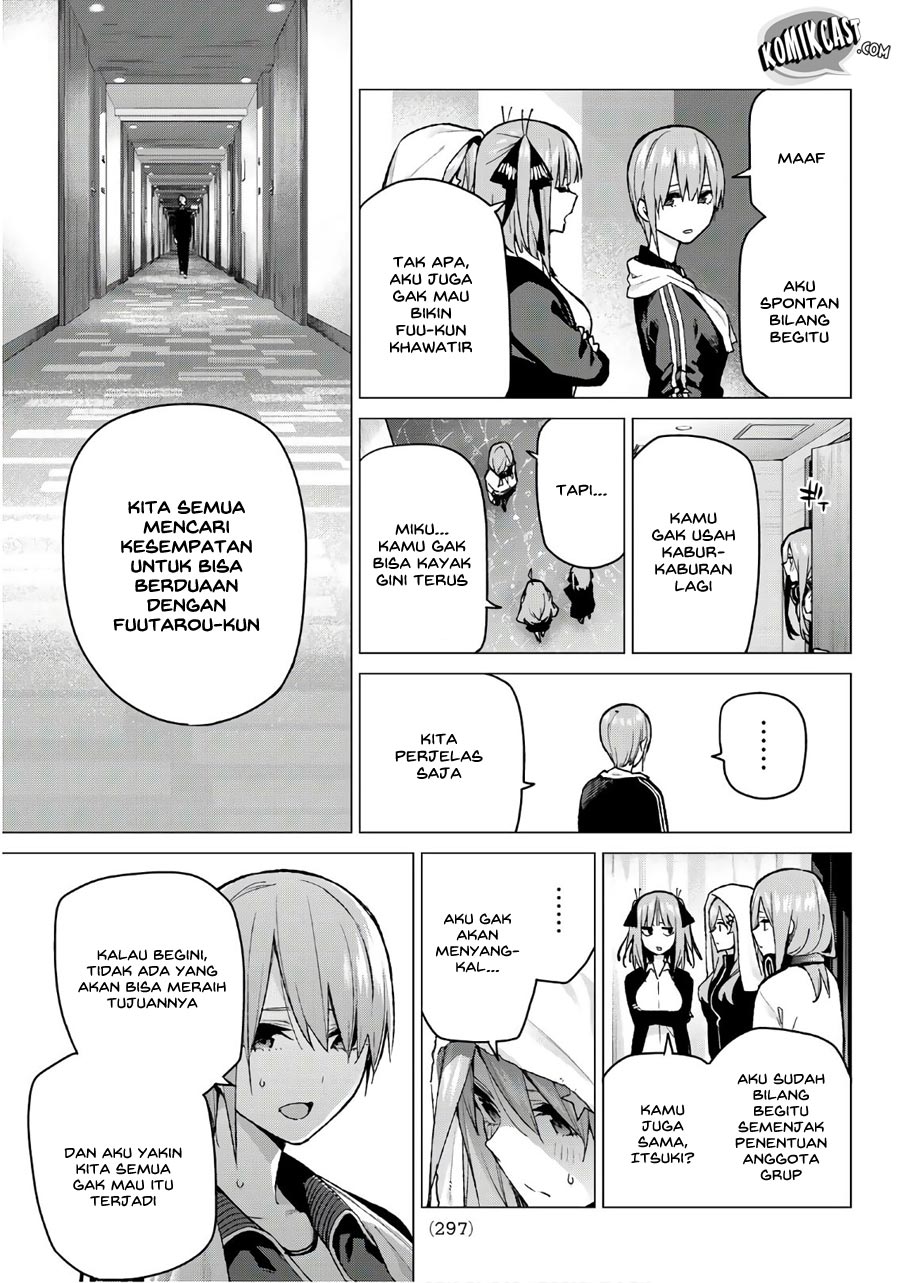 KOMIKCAST.COM
MAAF
AKU
SPONTAN
BILANG
BEGITU
TAK APA,
AKU JUGA
GAK MAU
BIKIN
FUU-KUN
KHAWATIR
KAMU
GAK USAH
KABUR-
KABURAN
LAGI
TAPI...
MIKU...
KAMU GAK
BISA KAYAK
GINI TERUS
......
KITA
PERJELAS
SAJA
KITA SEMUA
MENCARI
KESEMPATAN
UNTUK BISA
BERDUAAN
DENGAN
FUUTAROU-KUN
AKU SUDAH
BILANG
BEGITU
SEMENJAK
PENENTUAN
ANGGOTA
GRUP
KAMU
JUGA
SAMA,
ITSUKI?
......
AKU GAK
AKAN
MENYANG-
KAL...
KALAU BEGINI,
TIDAK ADA YANG
AKAN BISA MERAIH
TUJUANNYA
DAN AKU YAKIN
KITA SEMUA
GAK MAU ITU
TERJADI
(297)